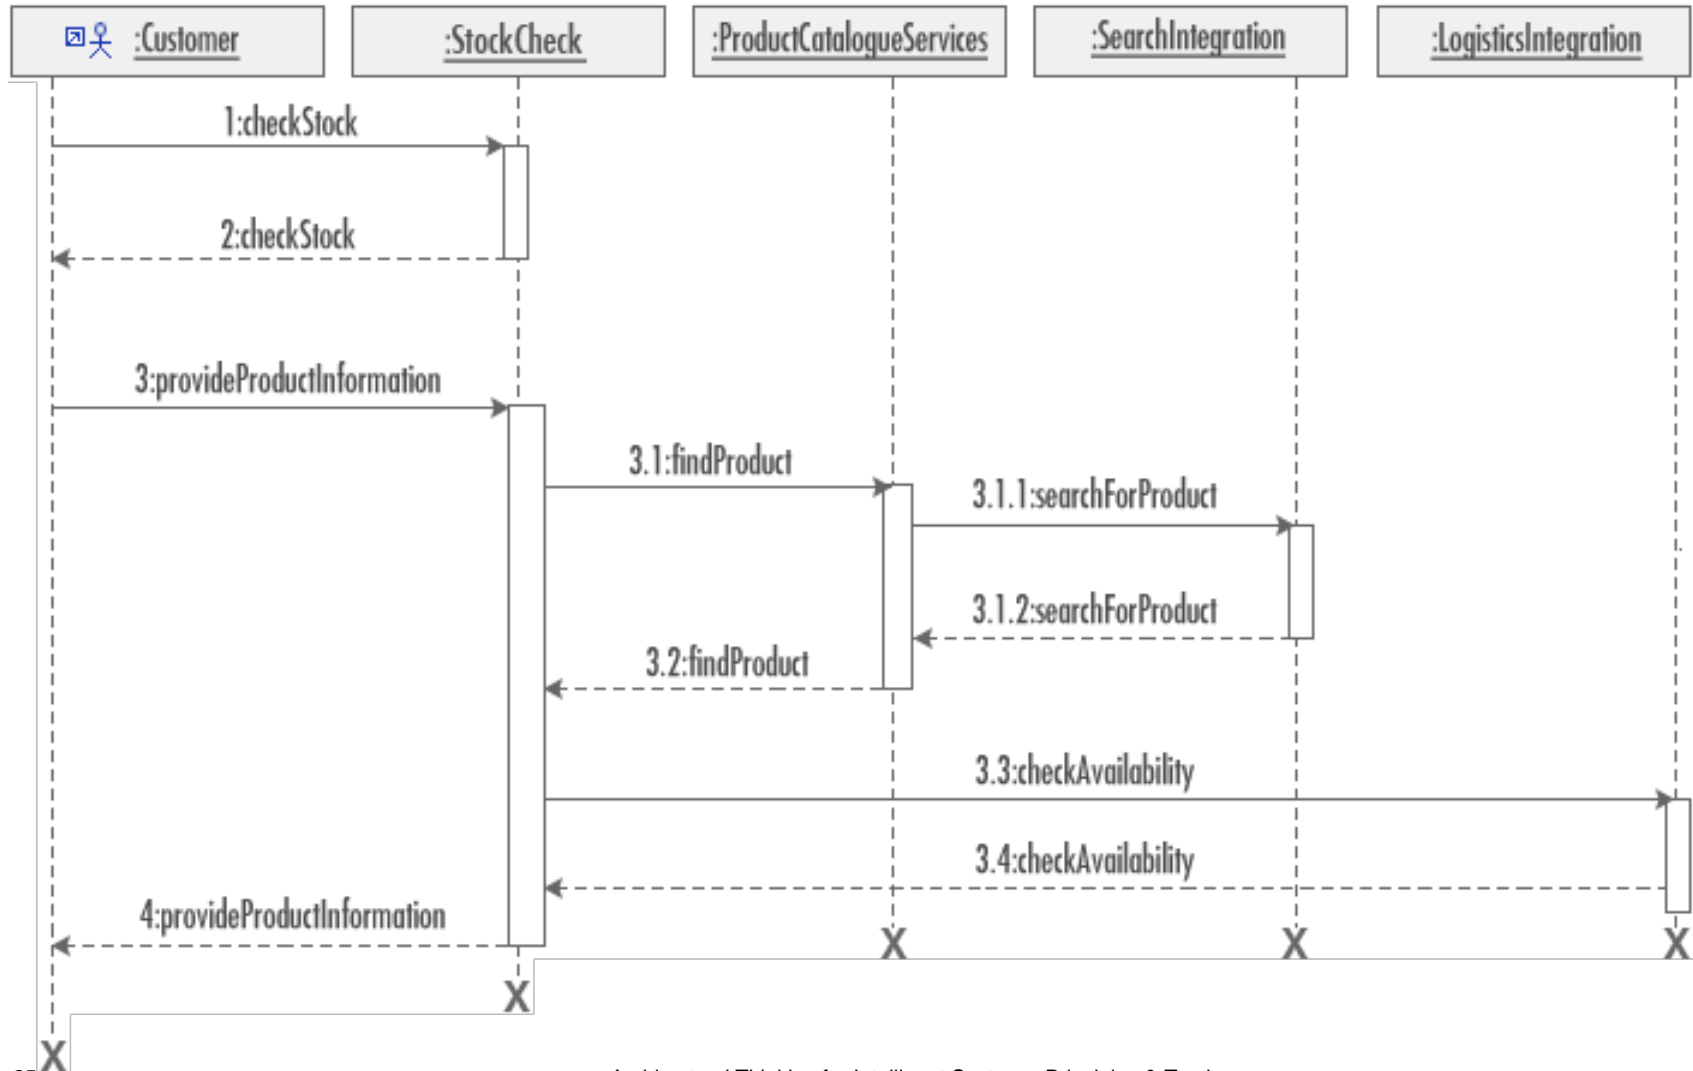 :Customer
:StockCheck
:ProductCatalogueServices
:SearchIntegration
:LogisticsIntegration
1:checkStock
2:checkStock
3:provideProductInformation
3.1:findProduct
3.1.1:searchForProduct
3.1.2:searchForProduct
3.2:findProduct
3.3:checkAvailability
3.4:checkAvailability
4:provideProductInformation
X X X
X
X